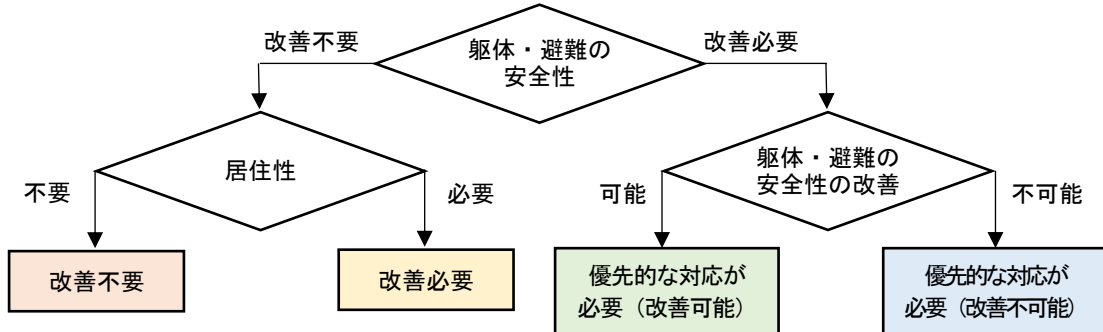 改善不要
躯体・避難の
安全性
改善必要
居住性
躯体・避難の
安全性の改善
不要
必要
可能
不可能
改善不要
改善必要
優先的な対応が
必要（改善可能）
優先的な対応が
必要（改善不可能）